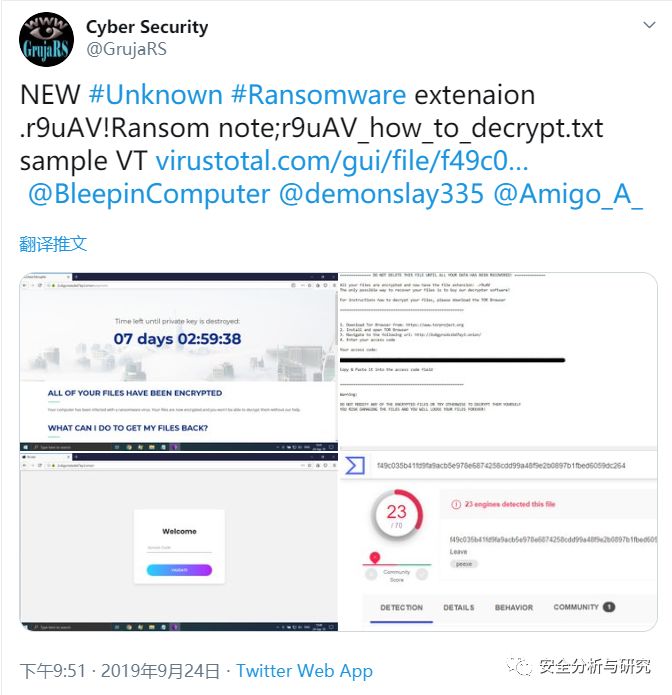 WWW
GrujaRS
Cyber Security
@GrujaRS
NEW #Unknown #Ransomware extenaion
.r9uAV!Ransom note;r9uAV_how_to_decrypt.txt
sample VT virustotal.com/gui/file/f49c0...
@BleepinComputer @demonslay335 @Amigo_A_
翻译推文
Time left until private key is destroyed:
07 days 02:59:38
ALL OF YOUR FILES HAVE BEEN ENCRYPTED
Your computer has been infected with a ransomware virus. Your files are now encrypted and you won't be able to decrypt them without our help.
WHAT CAN I DO TO GET MY FILES BACK?
DO NOT DELETE THIS FILE UNTIL ALL YOUR DATA HAS BEEN RECOVERED!
All your files are encrypted and now have the file extension: .r9uAV
The only possible way to recover your files is to buy our decryptor software!
For instructions how to decrypt your files, please download the TOR Browser
1. Download Tor Browser from: https://www.torproject.org
2. Install and open TOR Browser
4. Enter your access code
Your access code:
Copy & Paste it into the access code field
Warning:
DO NOT MODIFY ANY OF THE ENCRYPTED FILES OR TRY OTHERWISE TO DECRYPT THEM YOURSELF
YOU RISK DAMAGING THE FILES AND YOU WILL LOOSE YOUR FILES FOREVER!
Welcome
Access Code
VALIDATE
f49c035b41fd9fa9acb5e978e6874258cdd99a48f9e2b0897b1fbed6059dc264
23
/ 70
Community
Score
23 engines detected this file
Leave
peexe
DETECTION DETAILS BEHAVIOR COMMUNITY 1
下午9:51 · 2019年9月24日 · Twitter Web App
安全分析与研究